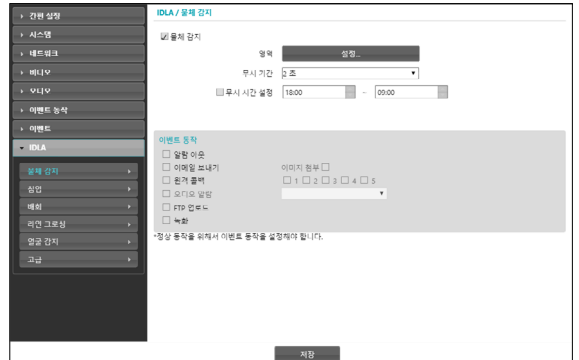 간편 설정
시스템
네트워크
비디오
오디오
이벤트 동작
이벤트
IDLA
물체 감지
침입
배회
라인 크로싱
얼굴 감지
고급
IDLA / 물체 감지
물체 감지
영역 설정...
무시 기간 2 초
무시 시간 설정 18:00 ~ 09:00
이벤트 동작
알람 아웃
이메일 보내기 이미지 첨부
원격 콜백 1 2 3 4 5
오디오 알람
FTP 업로드
녹화
*정상 동작을 위해서 이벤트 동작을 설정해야 합니다.
저장